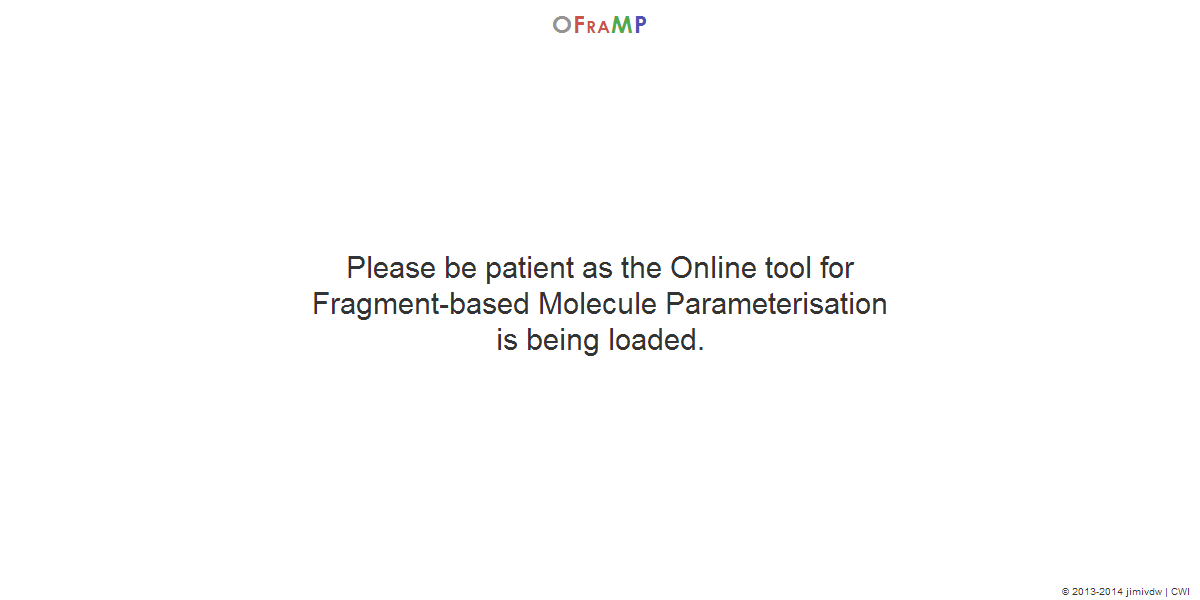 OFRAMP
Please be patient as the Online tool for
Fragment-based Molecule Parameterisation
is being loaded.
© 2013-2014 jimivdw | CWI